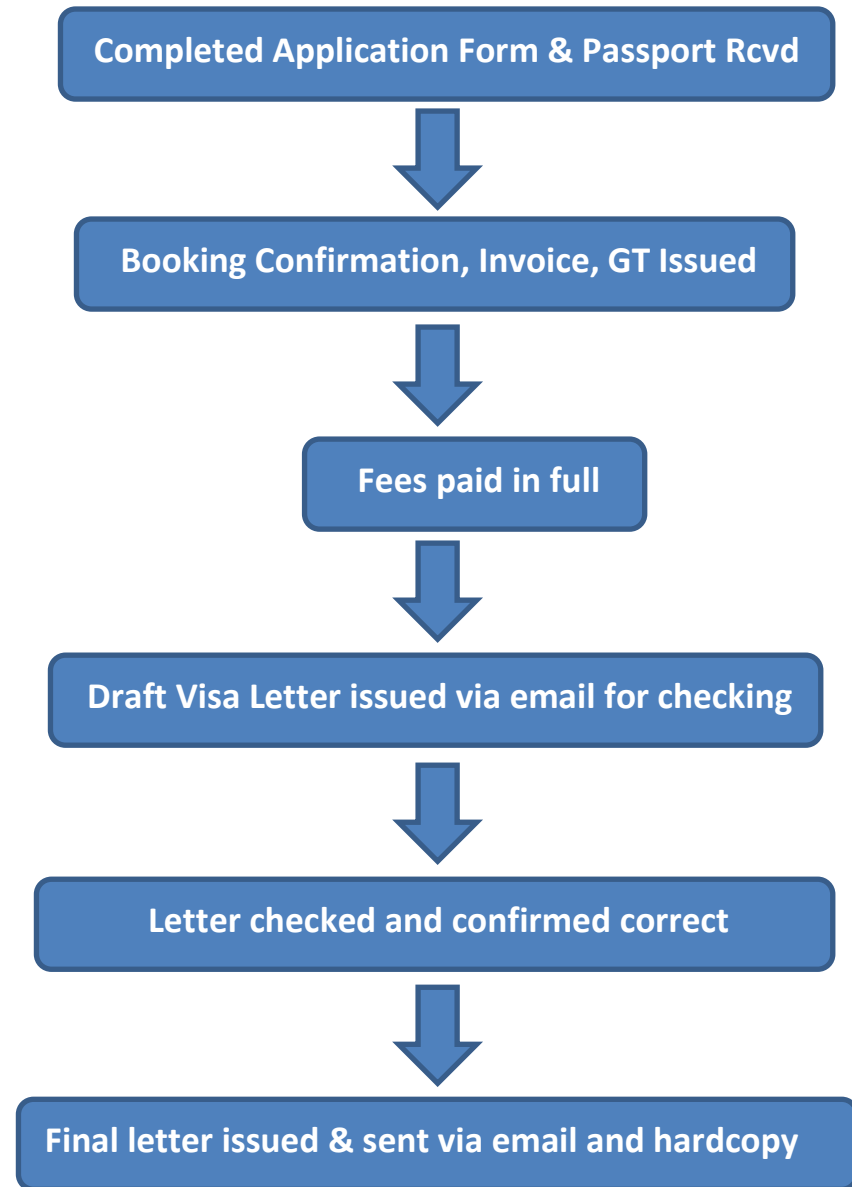 Completed Application Form & Passport Rcvd
Booking Confirmation, Invoice, GT Issued
Fees paid in full
Draft Visa Letter issued via email for checking
Letter checked and confirmed correct
Final letter issued & sent via email and hardcopy